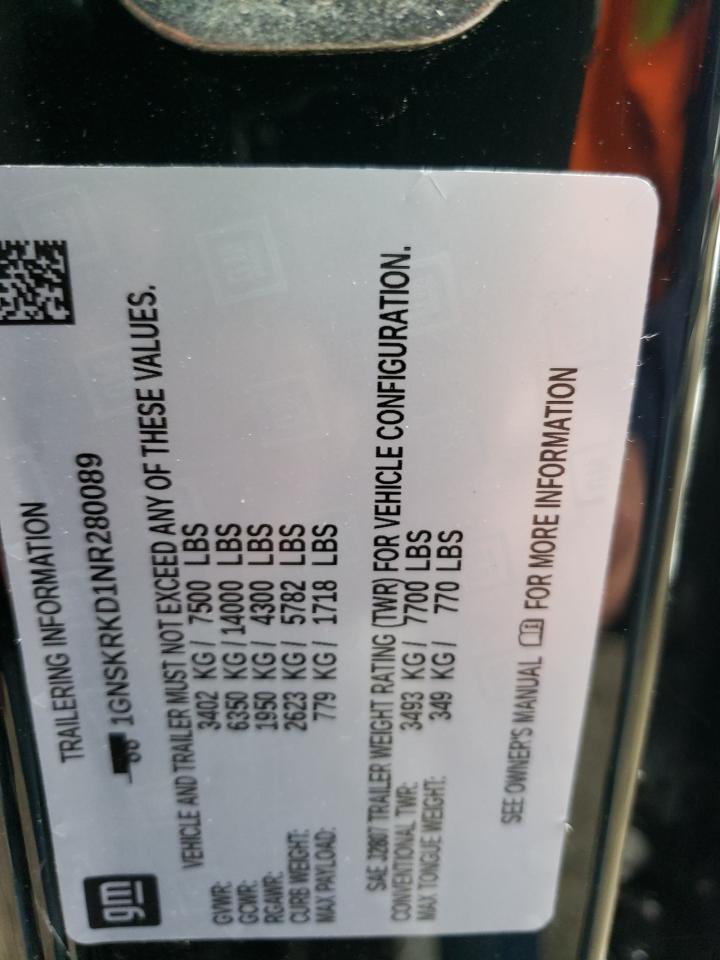 gm
TRAILERING INFORMATION
1GNSKRKD1NR280089
VEHICLE AND TRAILER MUST NOT EXCEED ANY OF THESE VALUES.
GVWR: 3402 KG / 7500 LBS
GCWR: 6350 KG / 14000 LBS
RGAWR: 1950 KG / 4300 LBS
CURB WEIGHT: 2623 KG / 5782 LBS
MAX PAYLOAD: 779 KG / 1718 LBS
SAE J2807 TRAILER WEIGHT RATING (TWR) FOR VEHICLE CONFIGURATION.
CONVENTIONAL TWR: 3493 KG / 7700 LBS
MAX TONGUE WEIGHT: 349 KG / 770 LBS
SEE OWNER'S MANUAL FOR MORE INFORMATION